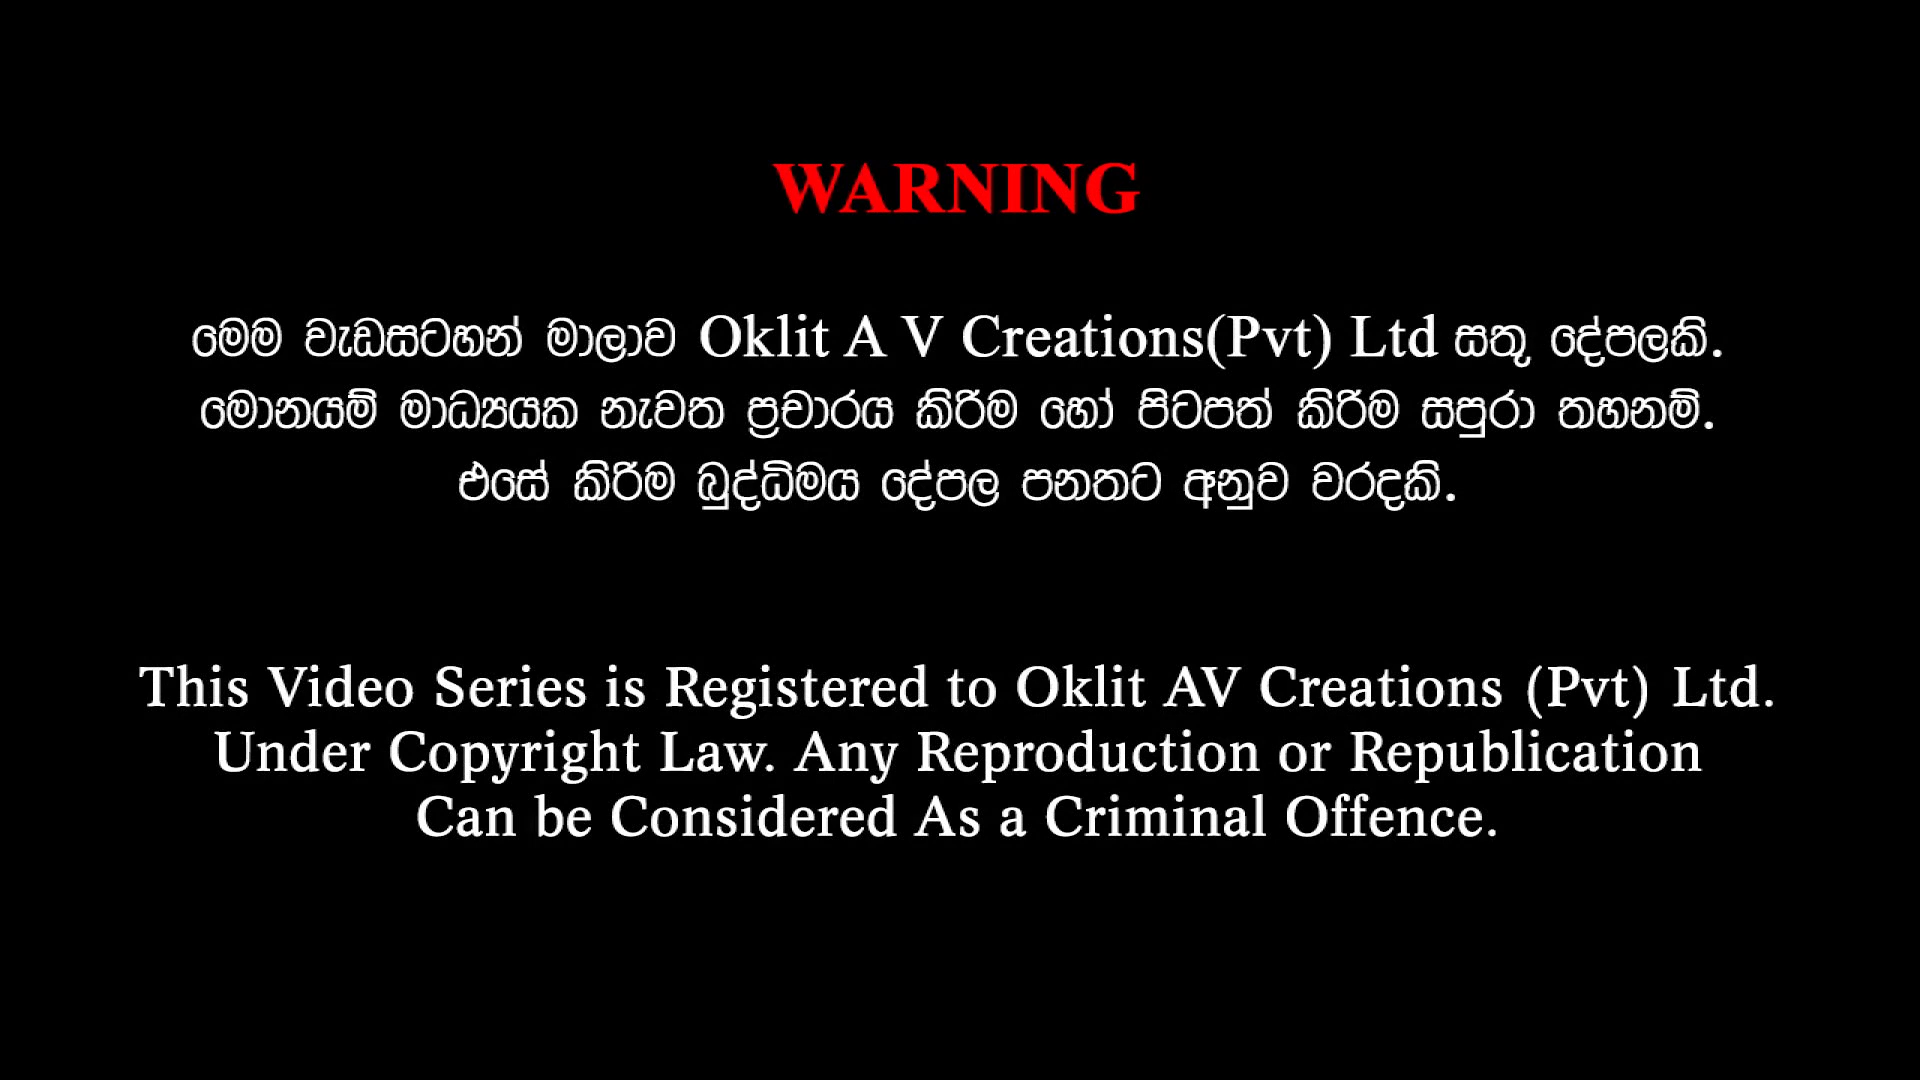 WARNING
මෙම වැඩසටහන් මාලාව Oklit A V Creations(Pvt) Ltd සතු දේපලකි.
මොනයම් මාධ්‍යයක නැවත ප්‍රචාරය කිරිම හෝ පිටපත් කිරිම සපුරා තහනම්.
එසේ කිරිම බුද්ධිමය දේපල පනතට අනුව වරදකි.
This Video Series is Registered to Oklit AV Creations (Pvt) Ltd.
Under Copyright Law. Any Reproduction or Republication
Can be Considered As a Criminal Offence.